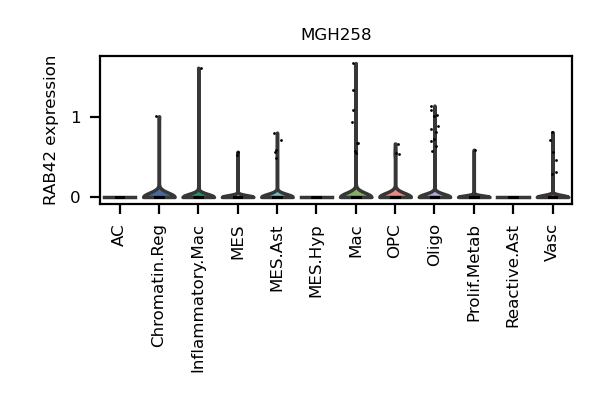 MGH258
RAB42 expression
1
0
AC
Chromatin.Reg
Inflammatory.Mac
MES
MES.Ast
MES.Hyp
Mac
OPC
Oligo
Prolif.Metab
Reactive.Ast
Vasc